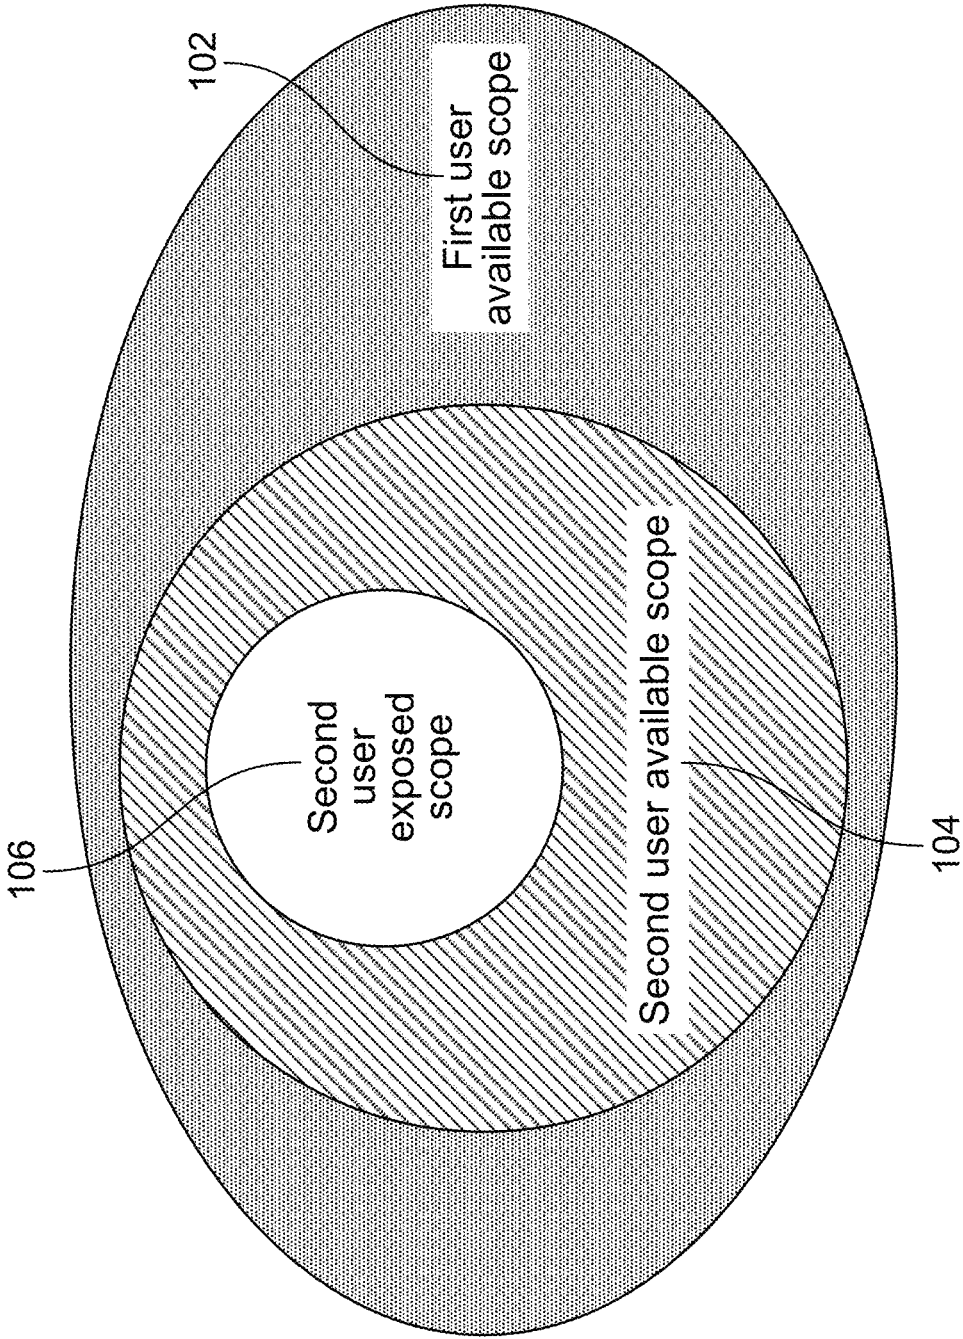 106
Second
user
exposed
scope
104
Second user available scope
102
First user
available scope